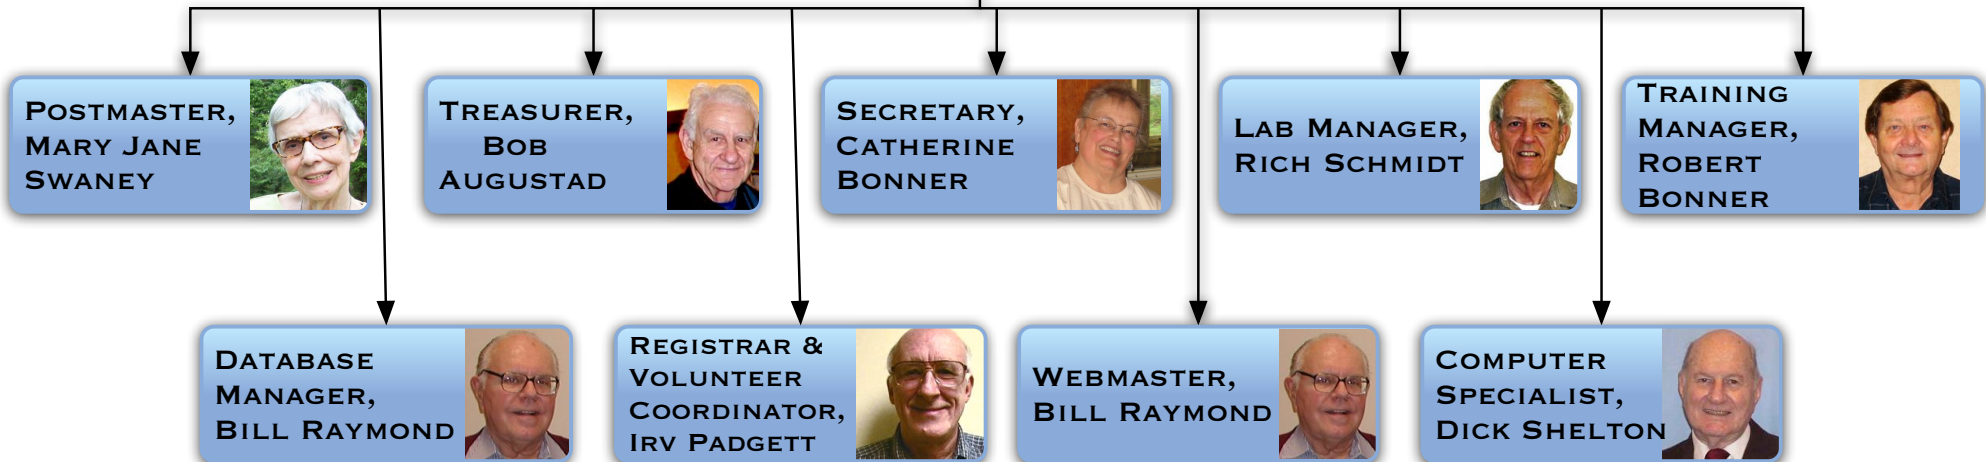 Postmaster,
Mary Jane
Swaney
Treasurer,
Bob
Augustad
Secretary,
Catherine
Bonner
Lab Manager,
Rich Schmidt
Training
Manager,
Robert
Bonner
Database
Manager,
Bill Raymond
Registrar &
Volunteer
Coordinator,
Irv Padgett
Webmaster,
Bill Raymond
Computer
Specialist,
Dick Shelton